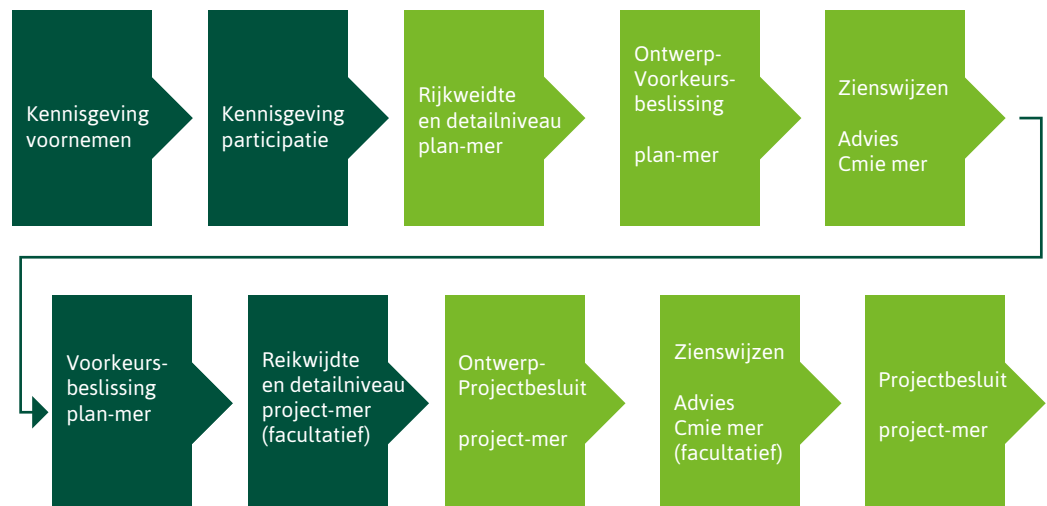 Kennisgeving
voornemen
Kennisgeving
participatie
Rijkweidte
en detailniveau
plan-mer
Ontwerp-
Voorkeurs-
beslissing
plan-mer
Zienswijzen
Advies
Cmie mer
Voorkeurs-
beslissing
plan-mer
Reikwijdte
en detailniveau
project-mer
(facultatief)
Ontwerp-
Projectbesluit
project-mer
Zienswijzen
Advies
Cmie mer
(facultatief)
Projectbesluit
project-mer